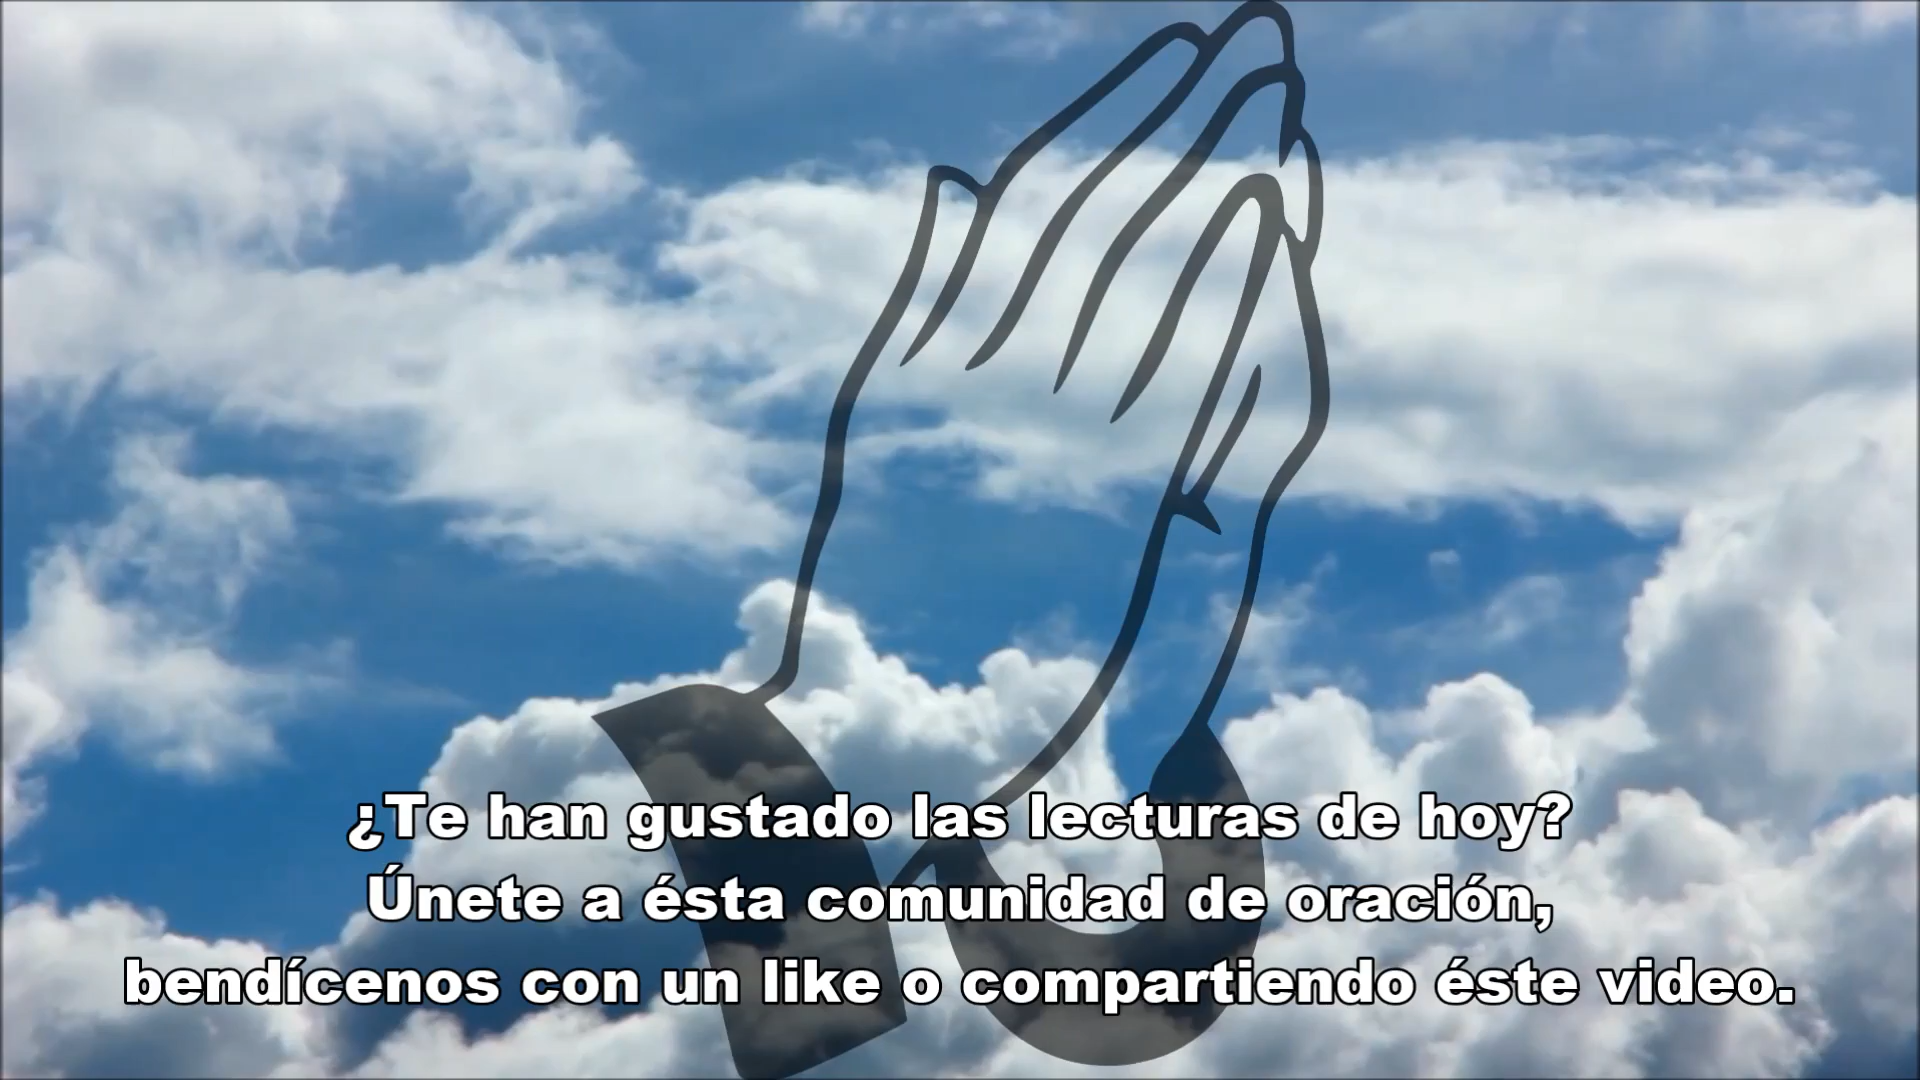 ¿Te han gustado las lecturas de hoy?
Únete a ésta comunidad de oración,
bendícenos con un like o compartiendo éste video.